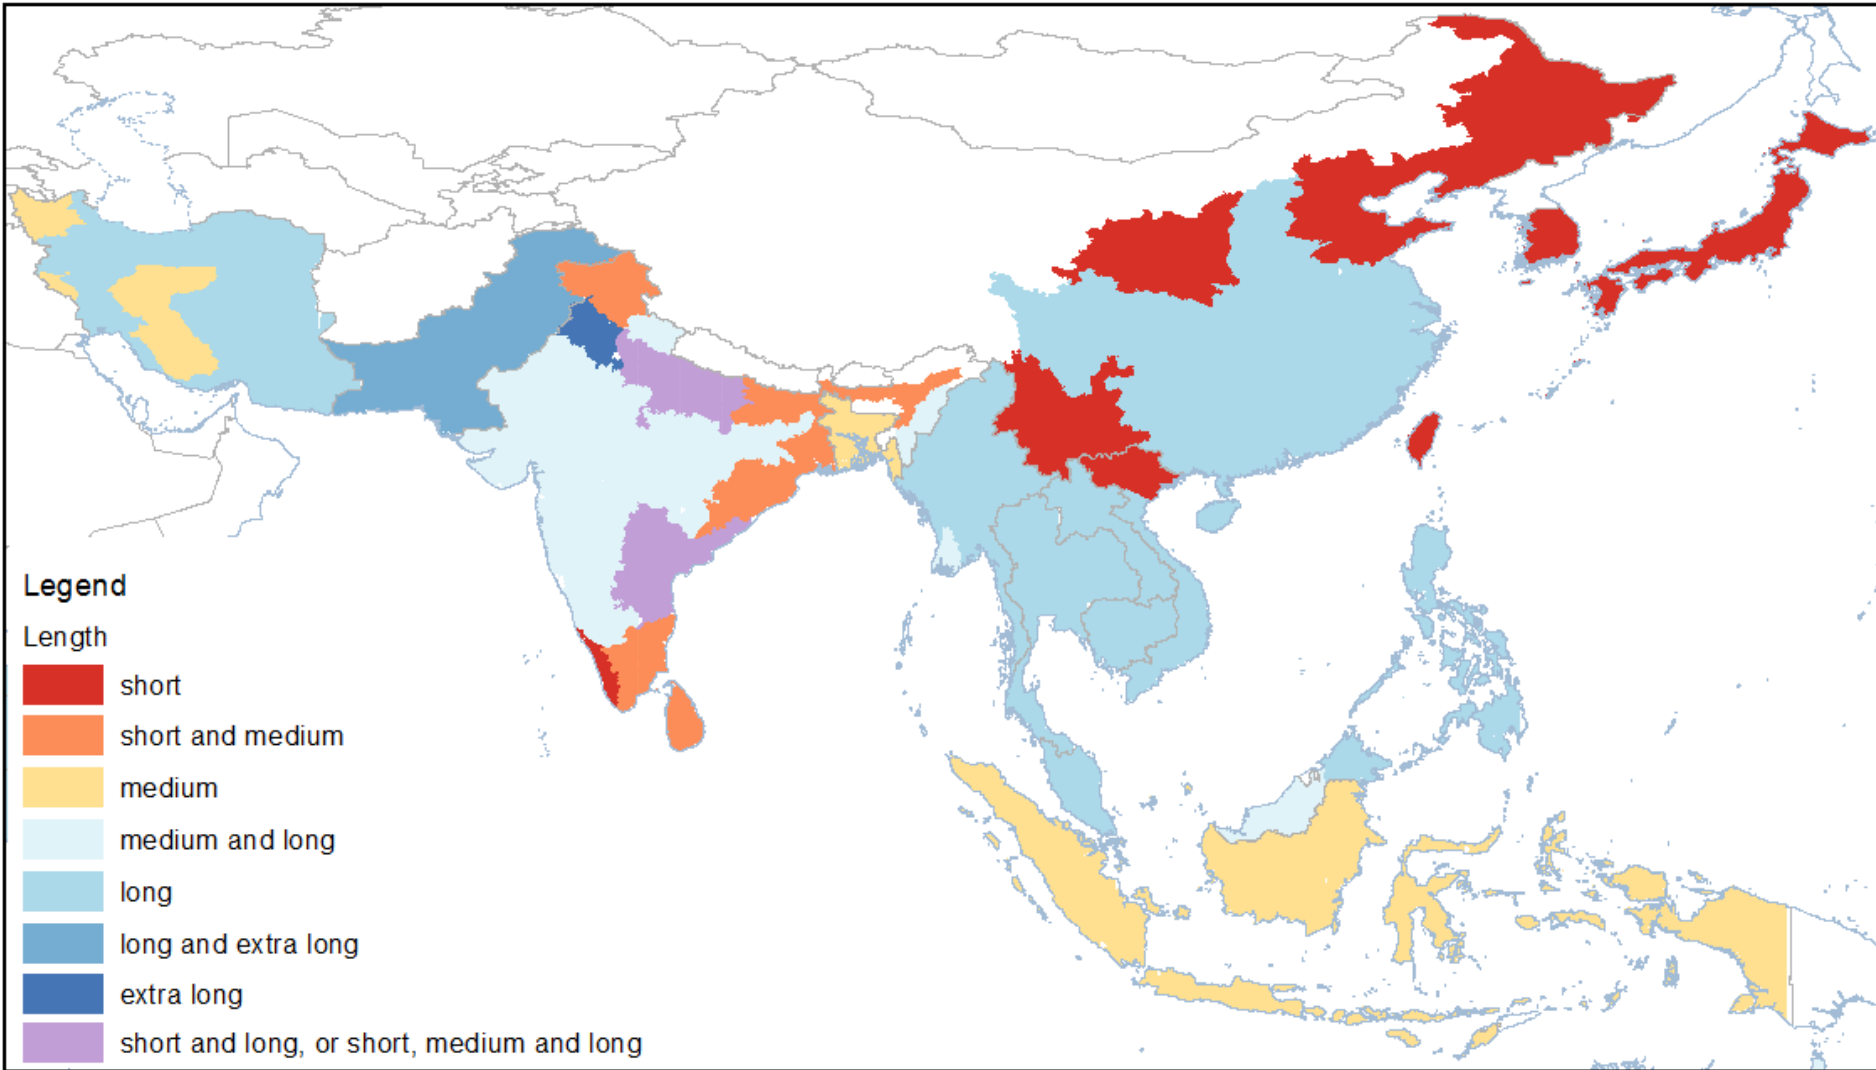 Legend
Length
short
short and medium
medium
medium and long
long
long and extra long
extra long
short and long, or short, medium and long